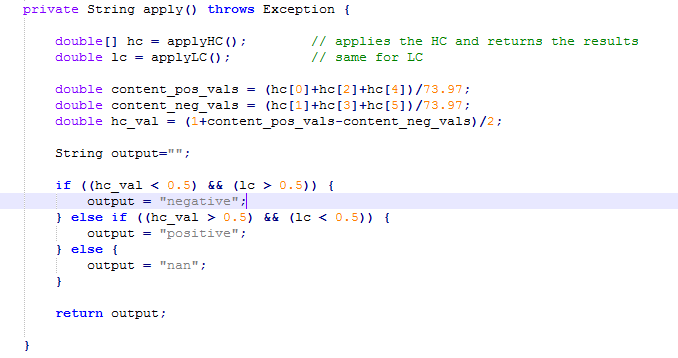 private String apply() throws Exception {
double[] hc = applyHC(); // applies the HC and returns the results
double lc = applyLC(); // same for LC
double content_pos_vals = (hc[0]+hc[2]+hc[4])/73.97;
double content_neg_vals = (hc[1]+hc[3]+hc[5])/73.97;
double hc_val = (1+content_pos_vals-content_neg_vals)/2;
String output="";
if ((hc_val < 0.5) && (lc > 0.5)) {
output = "negative";
} else if ((hc_val > 0.5) && (lc < 0.5)) {
output = "positive";
} else {
output = "nan";
}
return output;
}